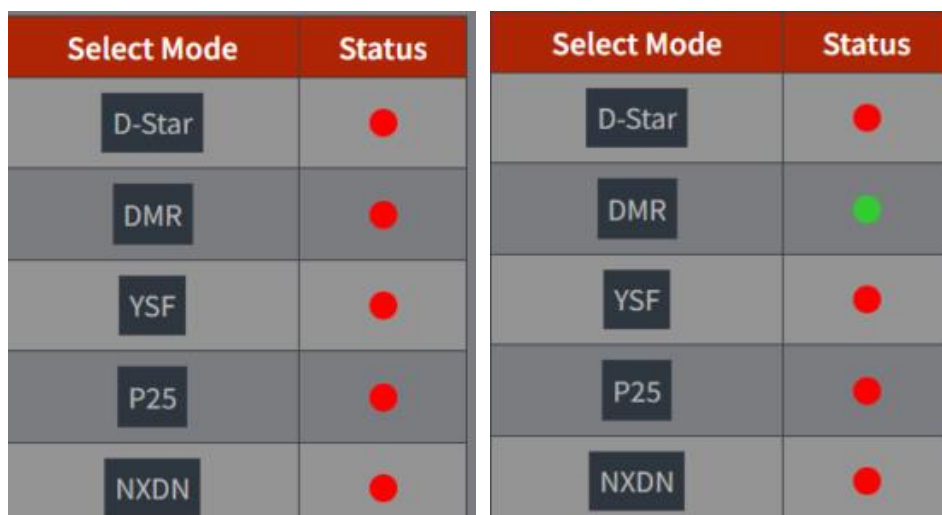 Select Mode Status
D-Star
DMR
YSF
P25
NXDN
Select Mode Status
D-Star
DMR
YSF
P25
NXDN